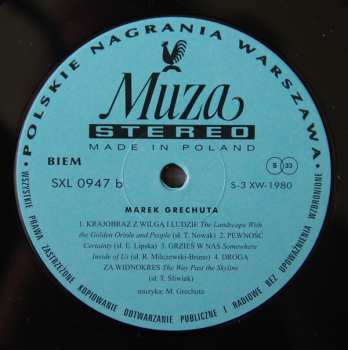 • POLSKIE NAGRANIA WARSZAWA •
Muza
STEREO
MADE IN POLAND
BIEM
S 33
SXL 0947 b
S-3 XW-1980
MAREK GRECHUTA
1. KRAJOBRAZ Z WILGĄ I LUDZIE The Landscape With
the Golden Oriole and People (sł. T. Nowak) 2. PEWNOŚĆ
Certainty (sł. E. Lipska) 3. GRZEŚ W NAS Somewhere
Inside of Us (sł. R. Milczewski-Bruno) 4. DROGA
ZA WIDNOKRES The Way Past the Skyline
(sł. T. Śliwiak)
muzyka: M. Grechuta
WSZYSTKIE PRAWA ZASTRZEŻONE KOPIOWANIE ODTWARZANIE PUBLICZNE I RADIOWE BEZ UPOWAŻNIENIA WZBRONIONE